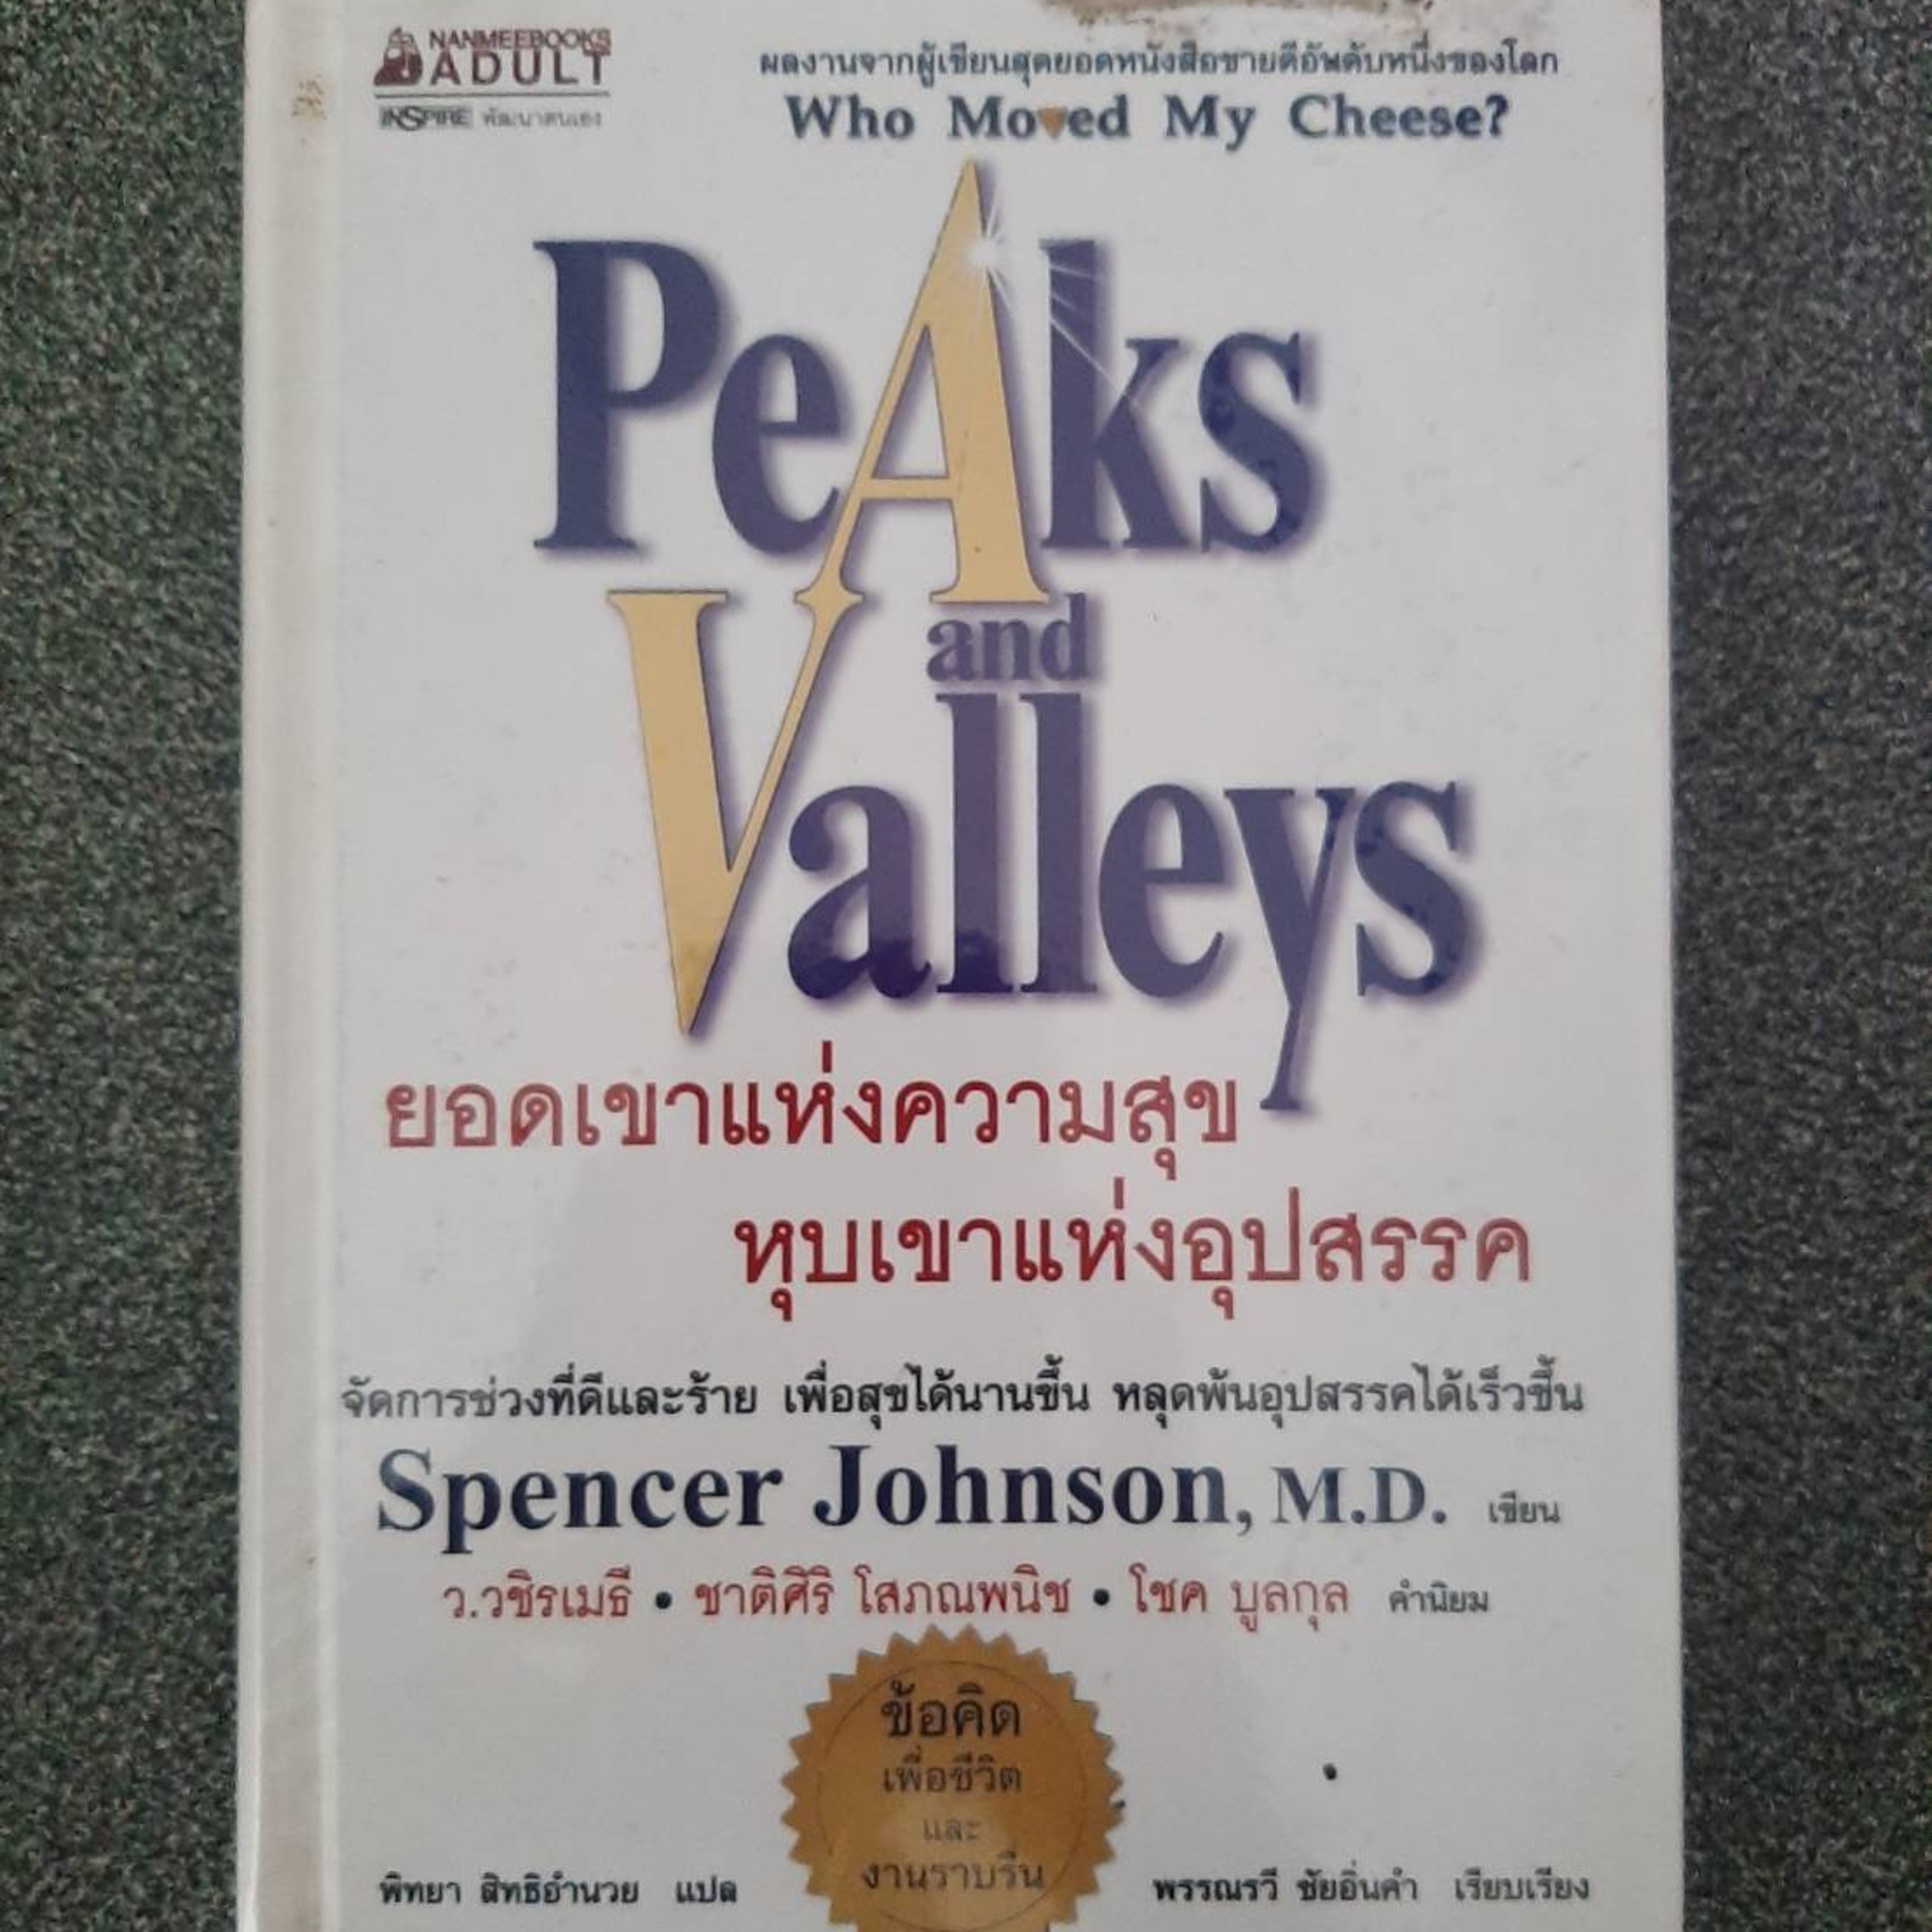 NANMEEBOOKS
ADULT
INSPIRE พัฒนาตนเอง
ผลงานจากผู้เขียนสุดยอดหนังสือขายดีอันดับหนึ่งของโลก
Who Moved My Cheese?
PeAks
and
Valleys
ยอดเขาแห่งความสุข
หุบเขาแห่งอุปสรรค
จัดการช่วงที่ดีและร้าย เพื่อสุขได้นานขึ้น หลุดพ้นอุปสรรคได้เร็วขึ้น
Spencer Johnson, M.D. เขียน
ว.วชิรเมธี • ชาติศิริ โสภณพนิช • โชค บูลกุล คำนิยม
ข้อคิด
เพื่อชีวิต
และ
งานราบรื่น
พิทยา สิทธิอำนวย แปล
พรรณรวี ชัยอิ่นคำ เรียบเรียง